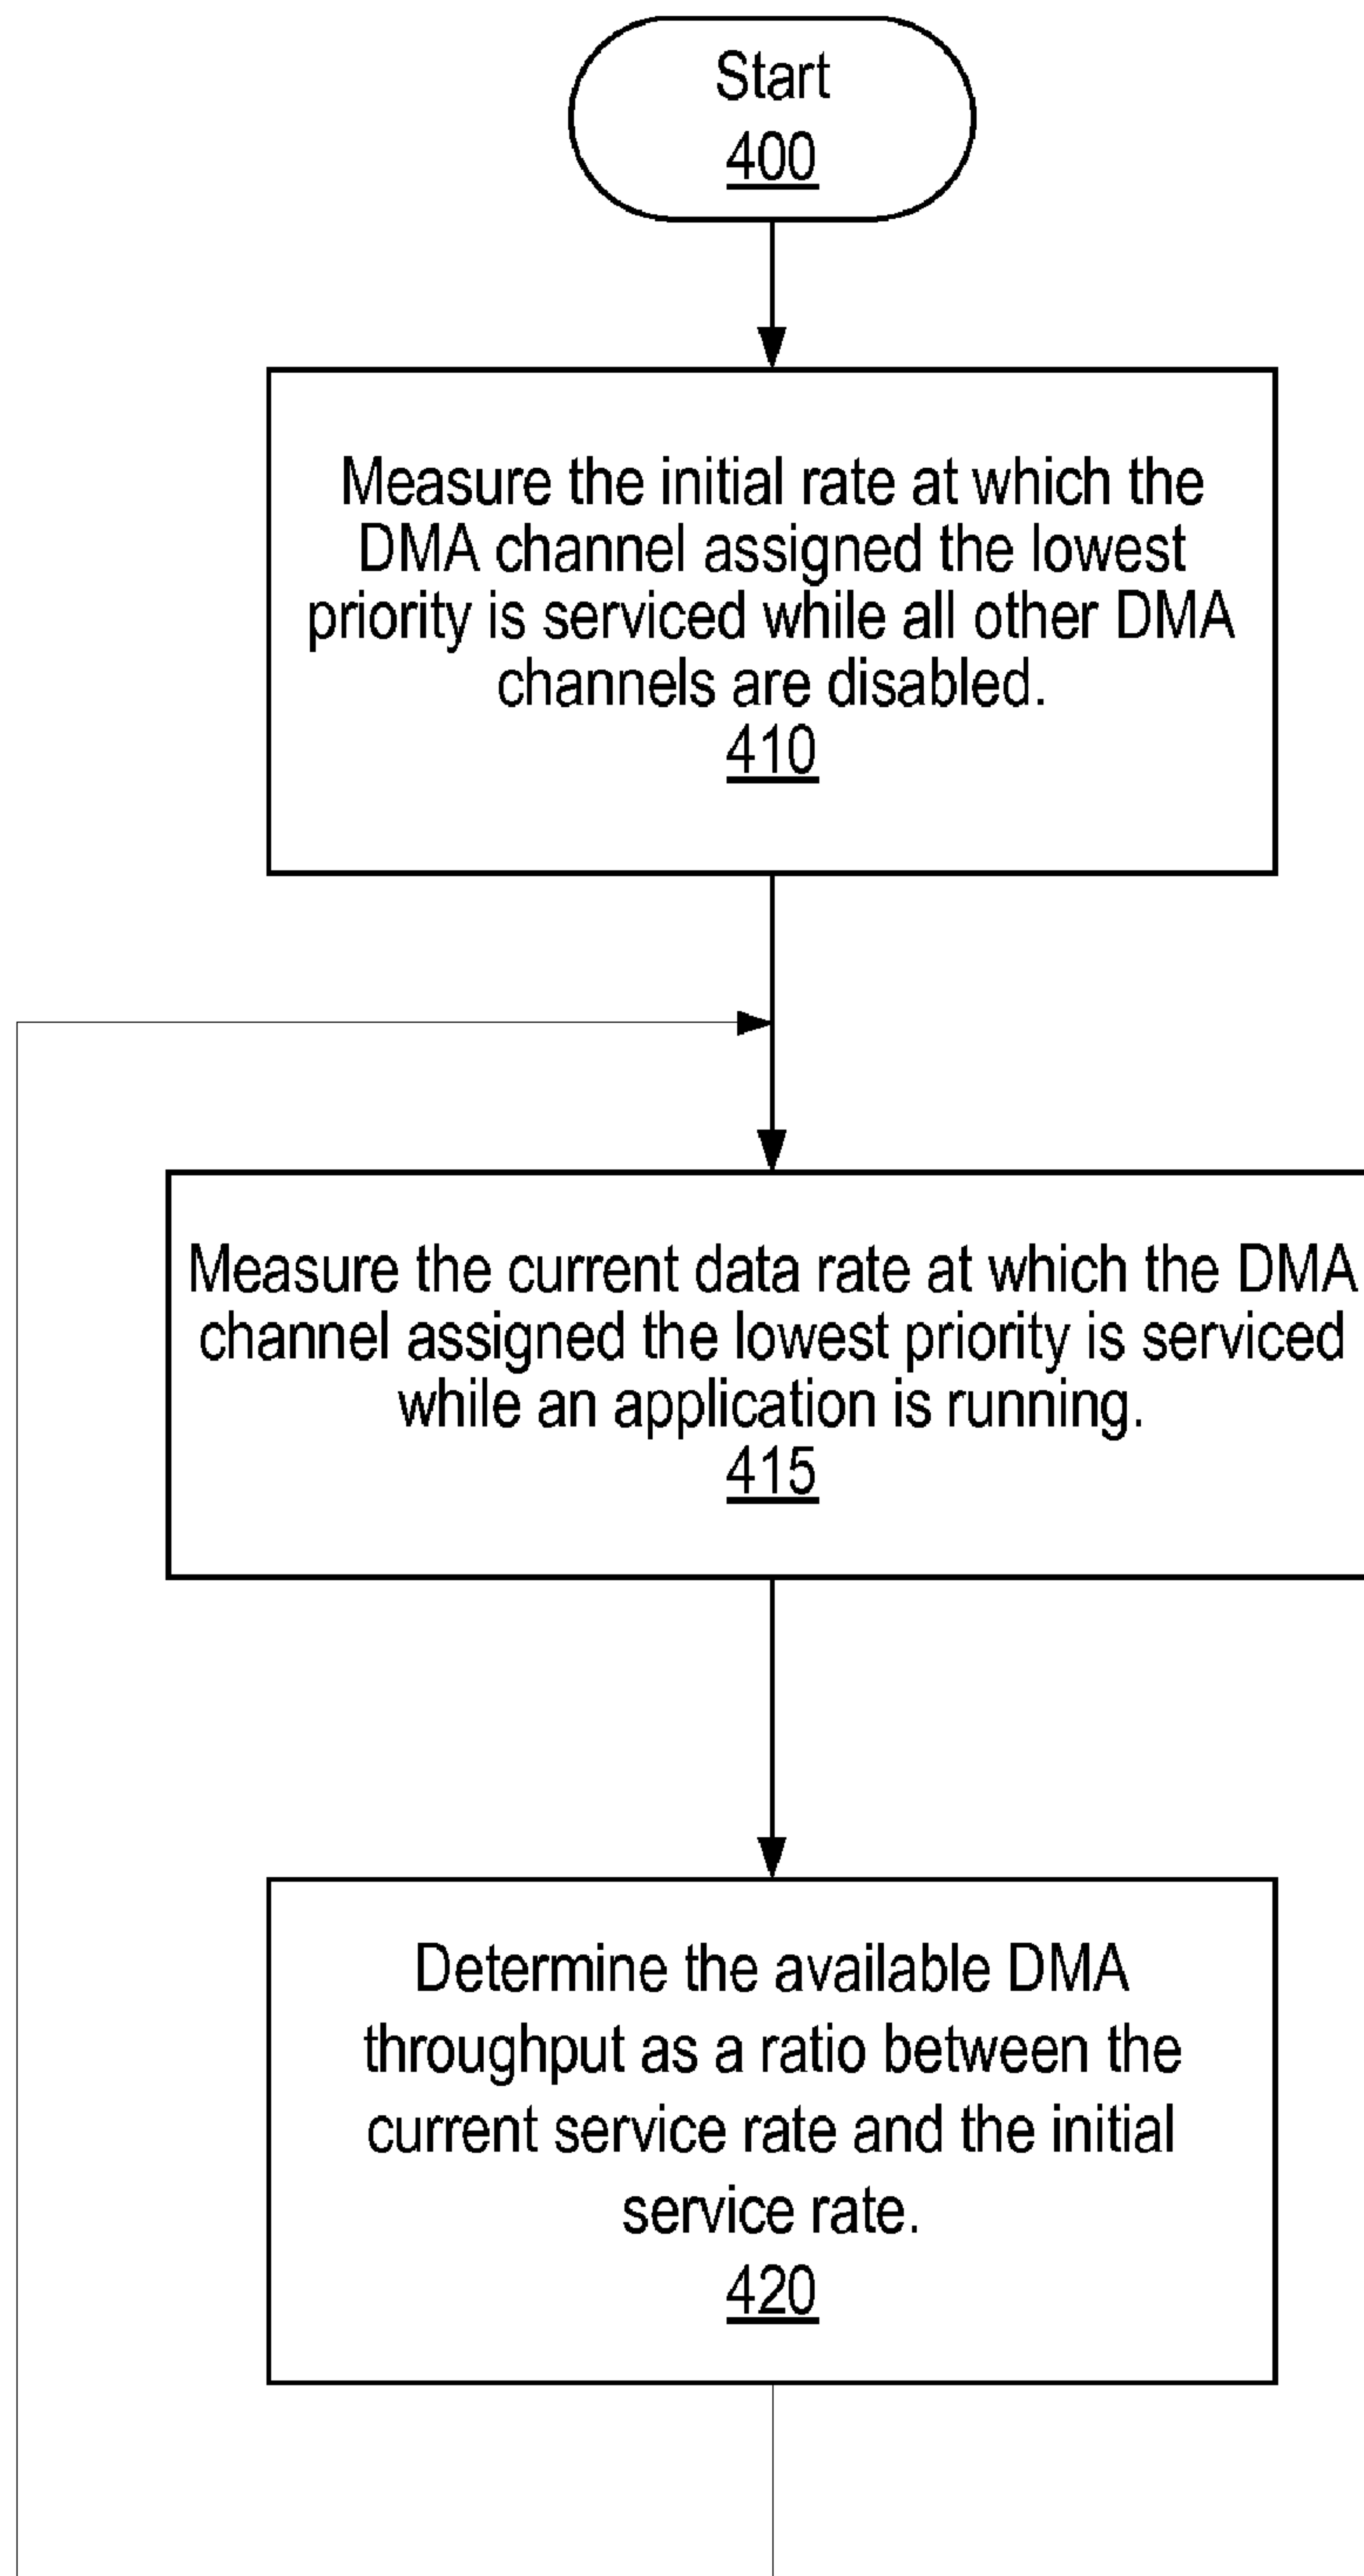 Start
400
Measure the initial rate at which the
DMA channel assigned the lowest
priority is serviced while all other DMA
channels are disabled.
410
Measure the current data rate at which the DMA
channel assigned the lowest priority is serviced
while an application is running.
415
Determine the available DMA
throughput as a ratio between the
current service rate and the initial
service rate.
420